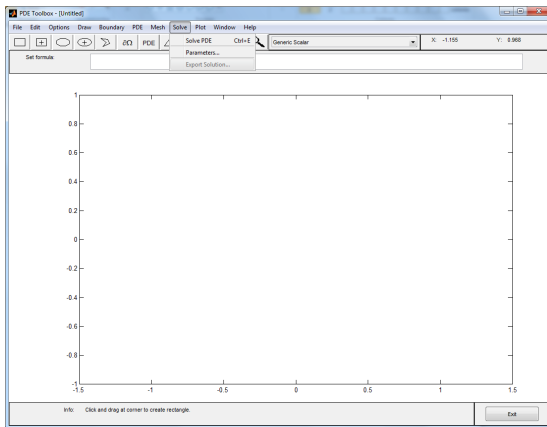 PDE Toolbox - [Untitled]
File Edit Options Draw Boundary PDE Mesh Solve Plot Window Help
∂Ω PDE Generic Scalar X: -1.155 Y: 0.968
Solve PDE Ctrl+E
Parameters...
Export Solution...
Set formula:
1
0.8
0.6
0.4
0.2
0
-0.2
-0.4
-0.6
-0.8
-1
-1.5 -1 -0.5 0 0.5 1 1.5
Info: Click and drag at corner to create rectangle.
Exit